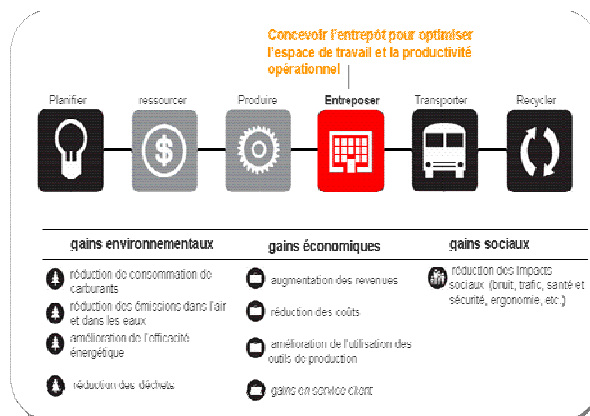 Concevoir l'entrepôt pour optimiser
l'espace de travail et la productivité
opérationnel
Planifier
ressourcer
Produire
Entreposer
Transporter
Recycler
$
gains environnementaux
réduction de consommation de
carburants
réduction des émissions dans l'air
et dans les eaux
amélioration de l'efficacité
énergétique
réduction des déchets
gains économiques
augmentation des revenues
réduction des coûts
amélioration de l'utilisation des
outils de production
gains en service client
gains sociaux
réduction des impacts
sociaux (bruit, trafic, santé et
sécurité, ergonomie, etc.)